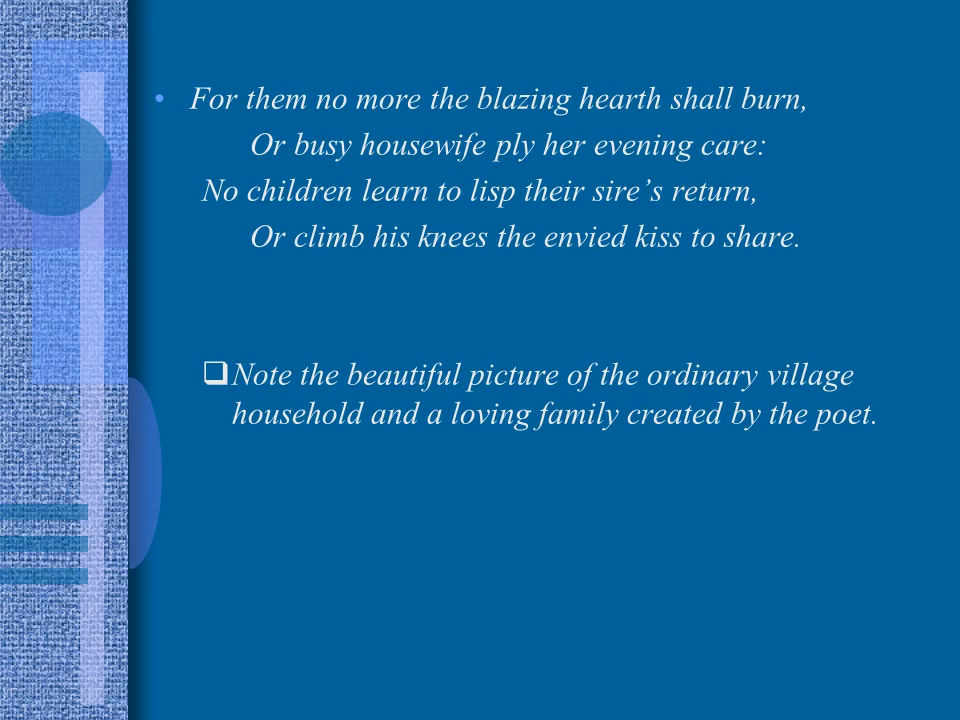 • For them no more the blazing hearth shall burn,
Or busy housewife ply her evening care:
No children learn to lisp their sire’s return,
Or climb his knees the envied kiss to share.
❑Note the beautiful picture of the ordinary village
household and a loving family created by the poet.